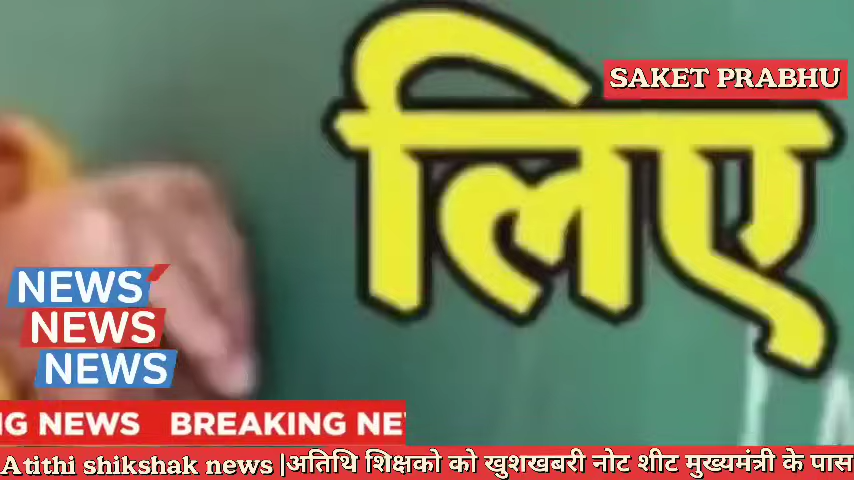 SAKET PRABHU
लिए
NEWS
NEWS
NEWS
G NEWS BREAKING NE
Atithi shikshak news |अतिथि शिक्षको को खुशखबरी नोट शीट मुख्यमंत्री के पास